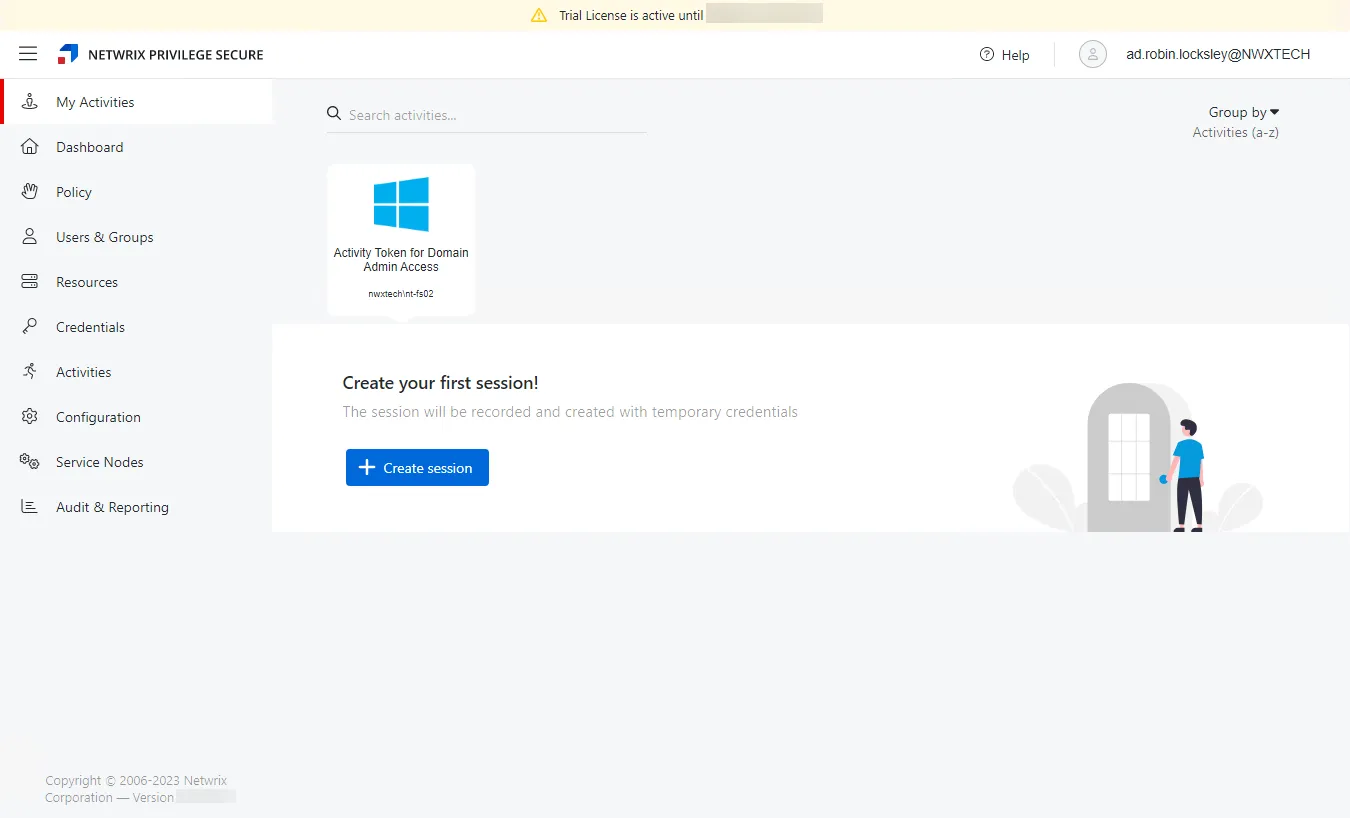 Trial License is active until
NETWRIX PRIVILEGE SECURE
Help
ad.robin.locksley@NWXTECH
My Activities
Dashboard
Policy
Users & Groups
Resources
Credentials
Activities
Configuration
Service Nodes
Audit & Reporting
Search activities...
Group by
Activities (a-z)
Activity Token for Domain
Admin Access
nwxtech\nt-fs02
Create your first session!
The session will be recorded and created with temporary credentials
Create session
Copyright © 2006-2023 Netwrix
Corporation — Version